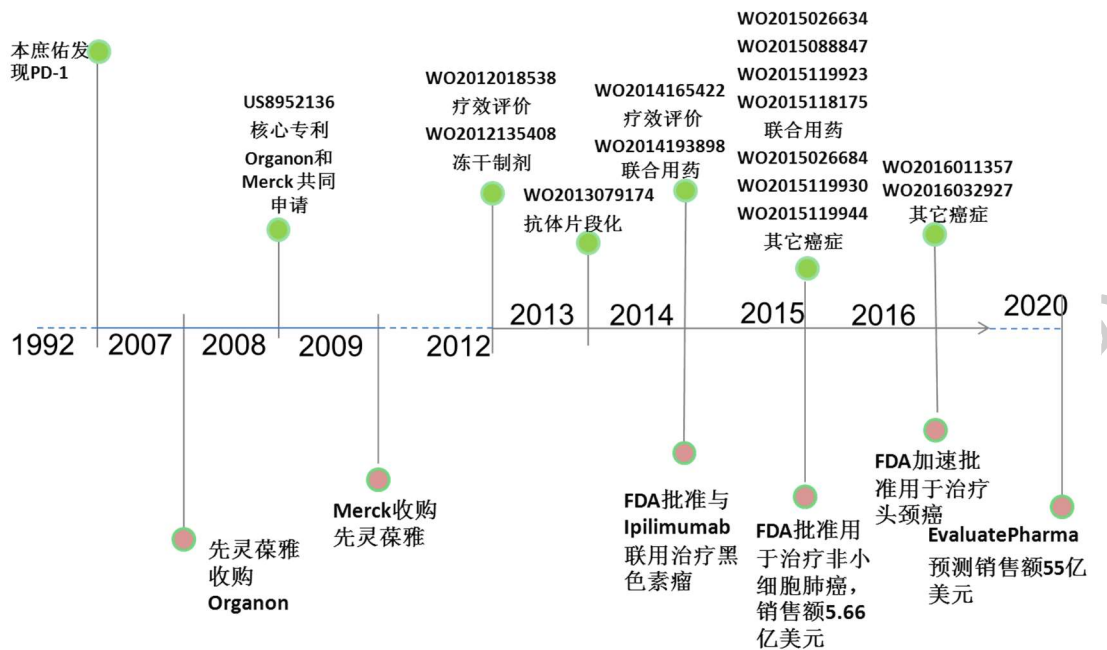 本庶佑发
现PD-1
US8952136
核心专利
Organon和
Merck 共同
申请
WO2012018538
疗效评价
WO2012135408
冻干制剂
WO2013079174
抗体片段化
WO2014165422
疗效评价
WO2014193898
联合用药
WO2015026634
WO2015088847
WO2015119923
WO2015118175
联合用药
WO2015026684
WO2015119930
WO2015119944
其它癌症
WO2016011357
WO2016032927
其它癌症
1992
2007
2008
2009
2012
2013
2014
2015
2016
2020
先灵葆雅
收购
Organon
Merck收购
先灵葆雅
FDA批准与
Ipilimumab
联用治疗黑
色素瘤
FDA批准用
于治疗非小
细胞肺癌，
销售额5.66
亿美元
FDA加速批
准用于治疗
头颈癌
EvaluatePharma
预测销售额55亿
美元